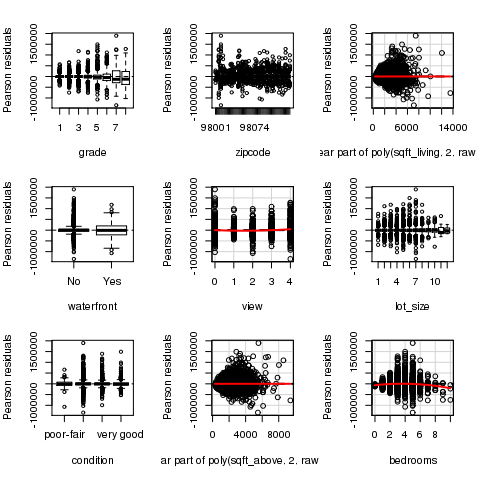 Pearson residuals
-1000000 1500000
1 3 5 7
grade
Pearson residuals
-1000000 1500000
98001 98074
zipcode
Pearson residuals
-1000000 1500000
0 6000 14000
ear part of poly(sqft_living, 2, raw
Pearson residuals
-1000000 1500000
No Yes
waterfront
Pearson residuals
-1000000 1500000
0 1 2 3 4
view
Pearson residuals
-1000000 1500000
1 4 7 10
lot_size
Pearson residuals
-1000000 1500000
poor-fair very good
condition
Pearson residuals
-1000000 1500000
0 4000 8000
ar part of poly(sqft_above, 2, raw
Pearson residuals
-1000000 1500000
0 2 4 6 8
bedrooms